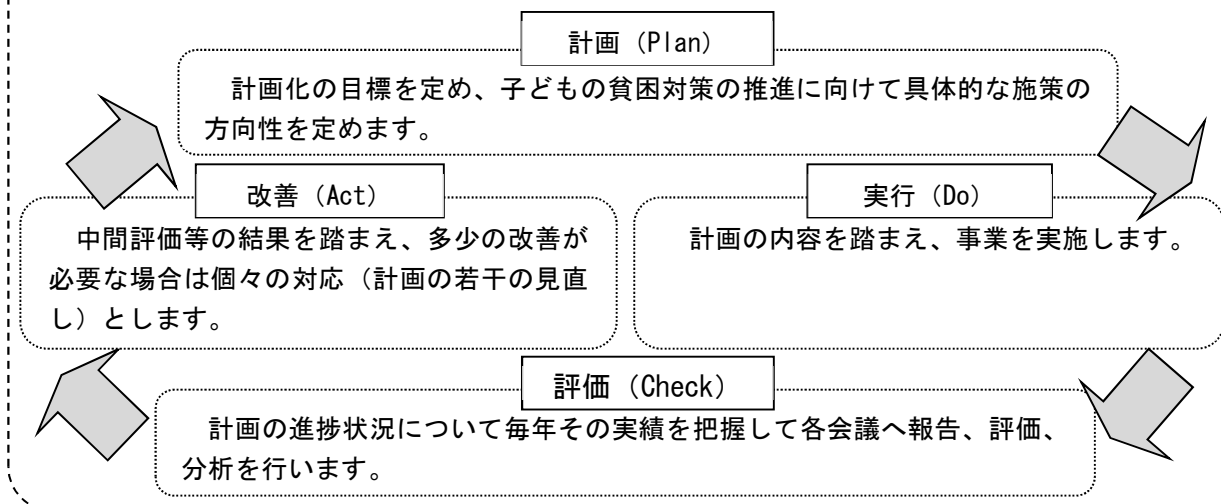 計画（Plan）
計画化の目標を定め、子どもの貧困対策の推進に向けて具体的な施策の
方向性を定めます。
改善（Act）
中間評価等の結果を踏まえ、多少の改善が
必要な場合は個々の対応（計画の若干の見直
し）とします。
実行（Do）
計画の内容を踏まえ、事業を実施します。
評価（Check）
計画の進捗状況について毎年その実績を把握して各会議へ報告、評価、
分析を行います。